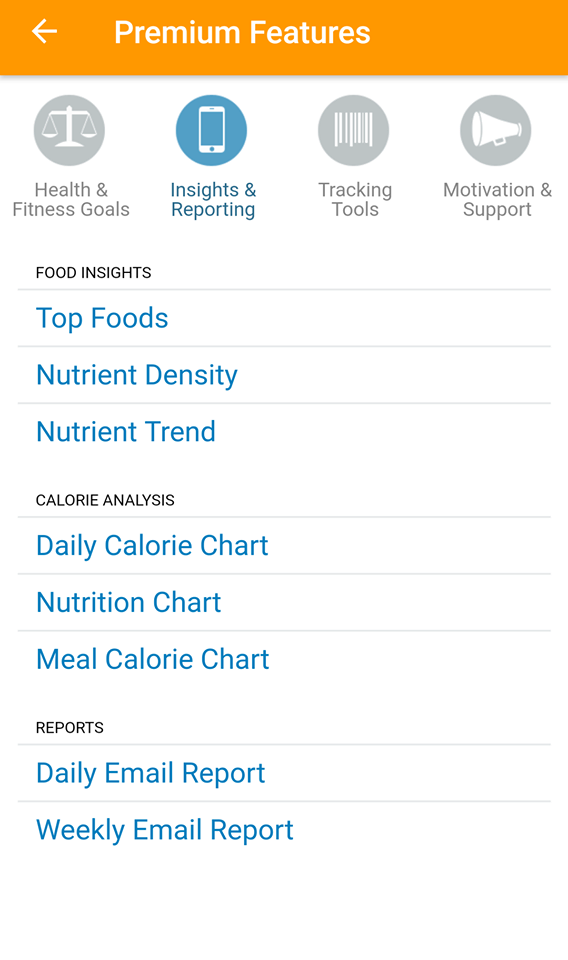 Premium Features
Health &
Fitness Goals
Insights &
Reporting
Tracking
Tools
Motivation &
Support
FOOD INSIGHTS
Top Foods
Nutrient Density
Nutrient Trend
CALORIE ANALYSIS
Daily Calorie Chart
Nutrition Chart
Meal Calorie Chart
REPORTS
Daily Email Report
Weekly Email Report